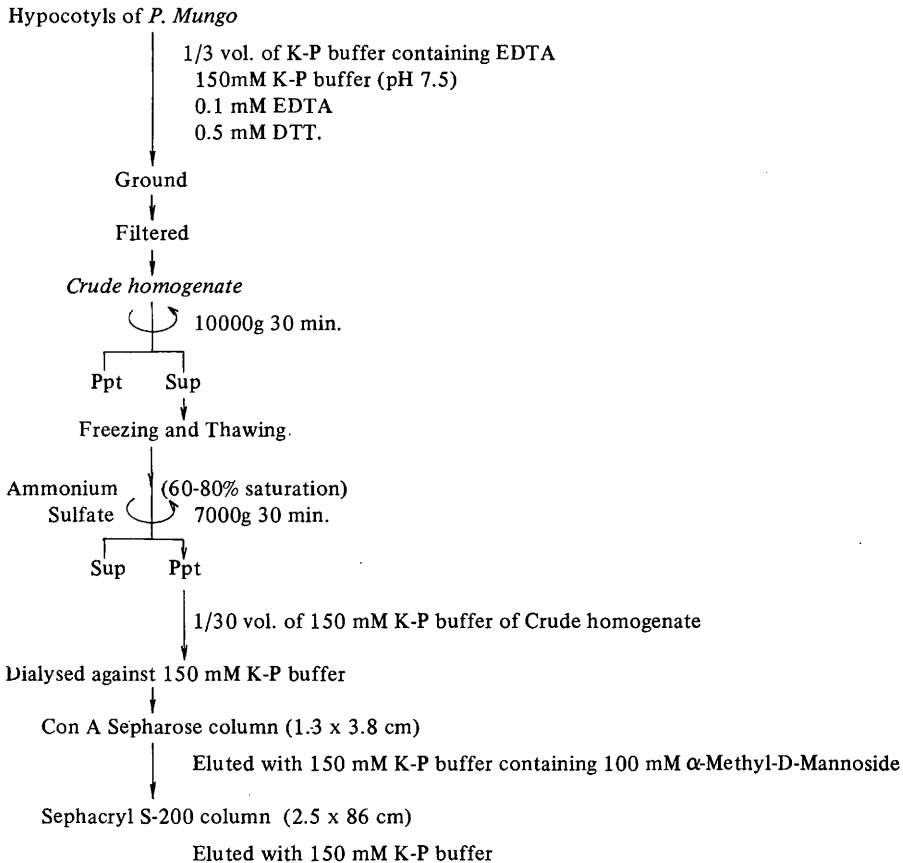 Hypocotyls of P. Mungo
1/3 vol. of K-P buffer containing EDTA
150mM K-P buffer (pH 7.5)
0.1 mM EDTA
0.5 mM DTT.
Ground
Filtered
Crude homogenate
10000g 30 min.
Ppt Sup
Freezing and Thawing.
Ammonium (60-80% saturation)
Sulfate 7000g 30 min.
Sup Ppt
1/30 vol. of 150 mM K-P buffer of Crude homogenate
Dialysed against 150 mM K-P buffer
Con A Sepharose column (1.3 x 3.8 cm)
Eluted with 150 mM K-P buffer containing 100 mM α-Methyl-D-Mannoside
Sephacryl S-200 column (2.5 x 86 cm)
Eluted with 150 mM K-P buffer